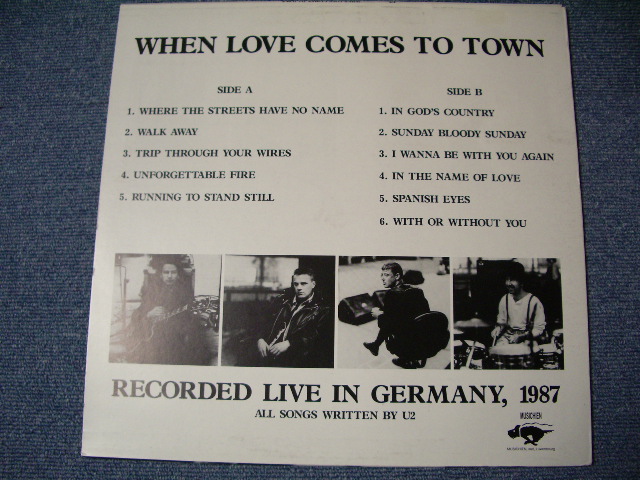 WHEN LOVE COMES TO TOWN
SIDE A
1. WHERE THE STREETS HAVE NO NAME
2. WALK AWAY
3. TRIP THROUGH YOUR WIRES
4. UNFORGETTABLE FIRE
5. RUNNING TO STAND STILL
SIDE B
1. IN GOD'S COUNTRY
2. SUNDAY BLOODY SUNDAY
3. I WANNA BE WITH YOU AGAIN
4. IN THE NAME OF LOVE
5. SPANISH EYES
6. WITH OR WITHOUT YOU
RECORDED LIVE IN GERMANY, 1987
ALL SONGS WRITTEN BY U2
MUSICHIEN